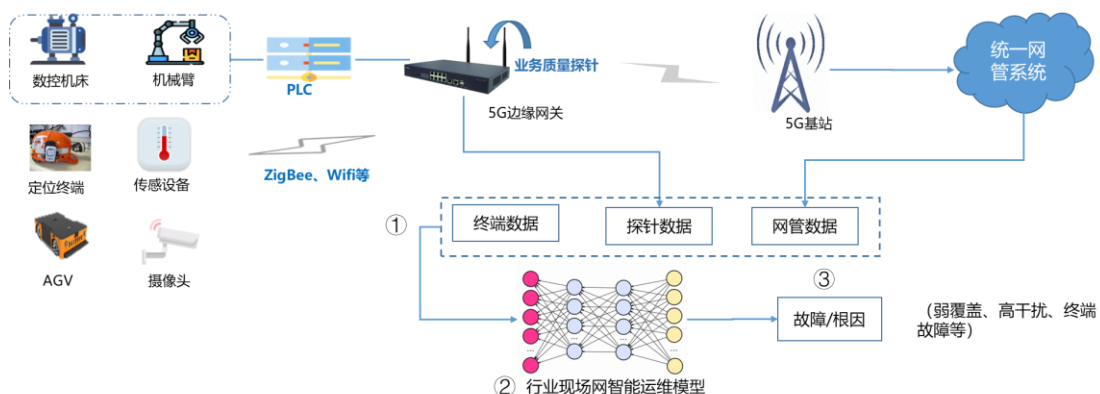 数控机床
机械臂
PLC
业务质量探针
5G边缘网关
5G基站
统一网
管系统
定位终端
传感设备
ZigBee、Wifi等
AGV
摄像头
①
终端数据
探针数据
网管数据
③
故障/根因
（弱覆盖、高干扰、终端
故障等）
...
...
...
...
② 行业现场网智能运维模型